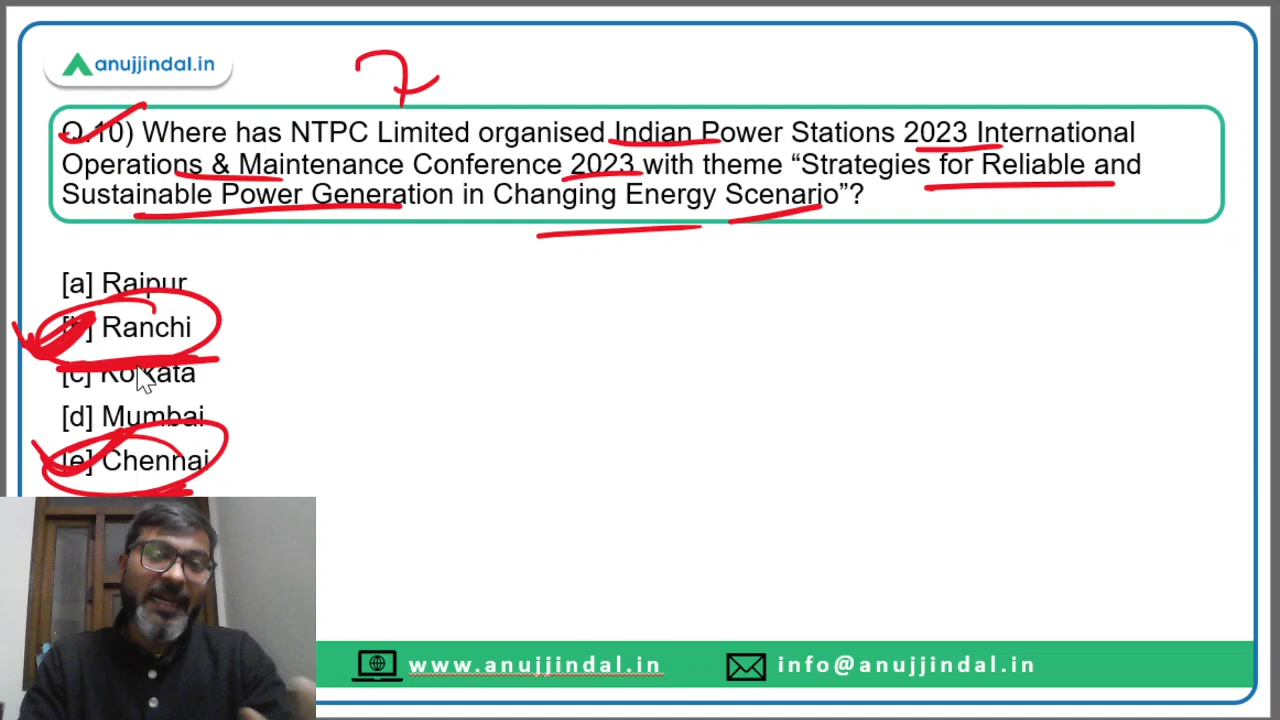 anujjindal.in
Q.10) Where has NTPC Limited organised Indian Power Stations 2023 International
Operations & Maintenance Conference 2023 with theme “Strategies for Reliable and
Sustainable Power Generation in Changing Energy Scenario”?
[a] Raipur
[b] Ranchi
[c] Kolkata
[d] Mumbai
[e] Chennai
www.anujjindal.in
info@anujjindal.in